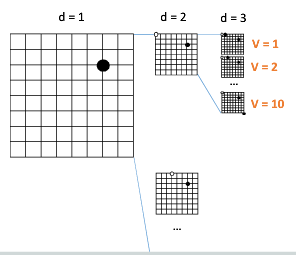 d = 1
d = 2
d = 3
V = 1
V = 2
...
V = 10
...